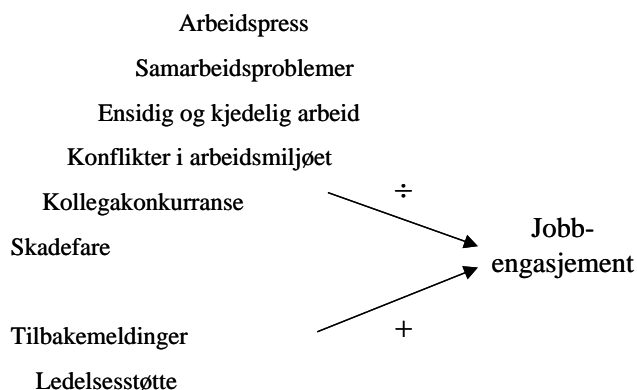 Arbeidspress
Samarbeidsproblemer
Ensidig og kjedelig arbeid
Konflikter i arbeidsmiljøet
Kollegakonkurranse
Skadefare
÷
Jobb-
engasjement
Tilbakemeldinger
+
Ledelsesstøtte